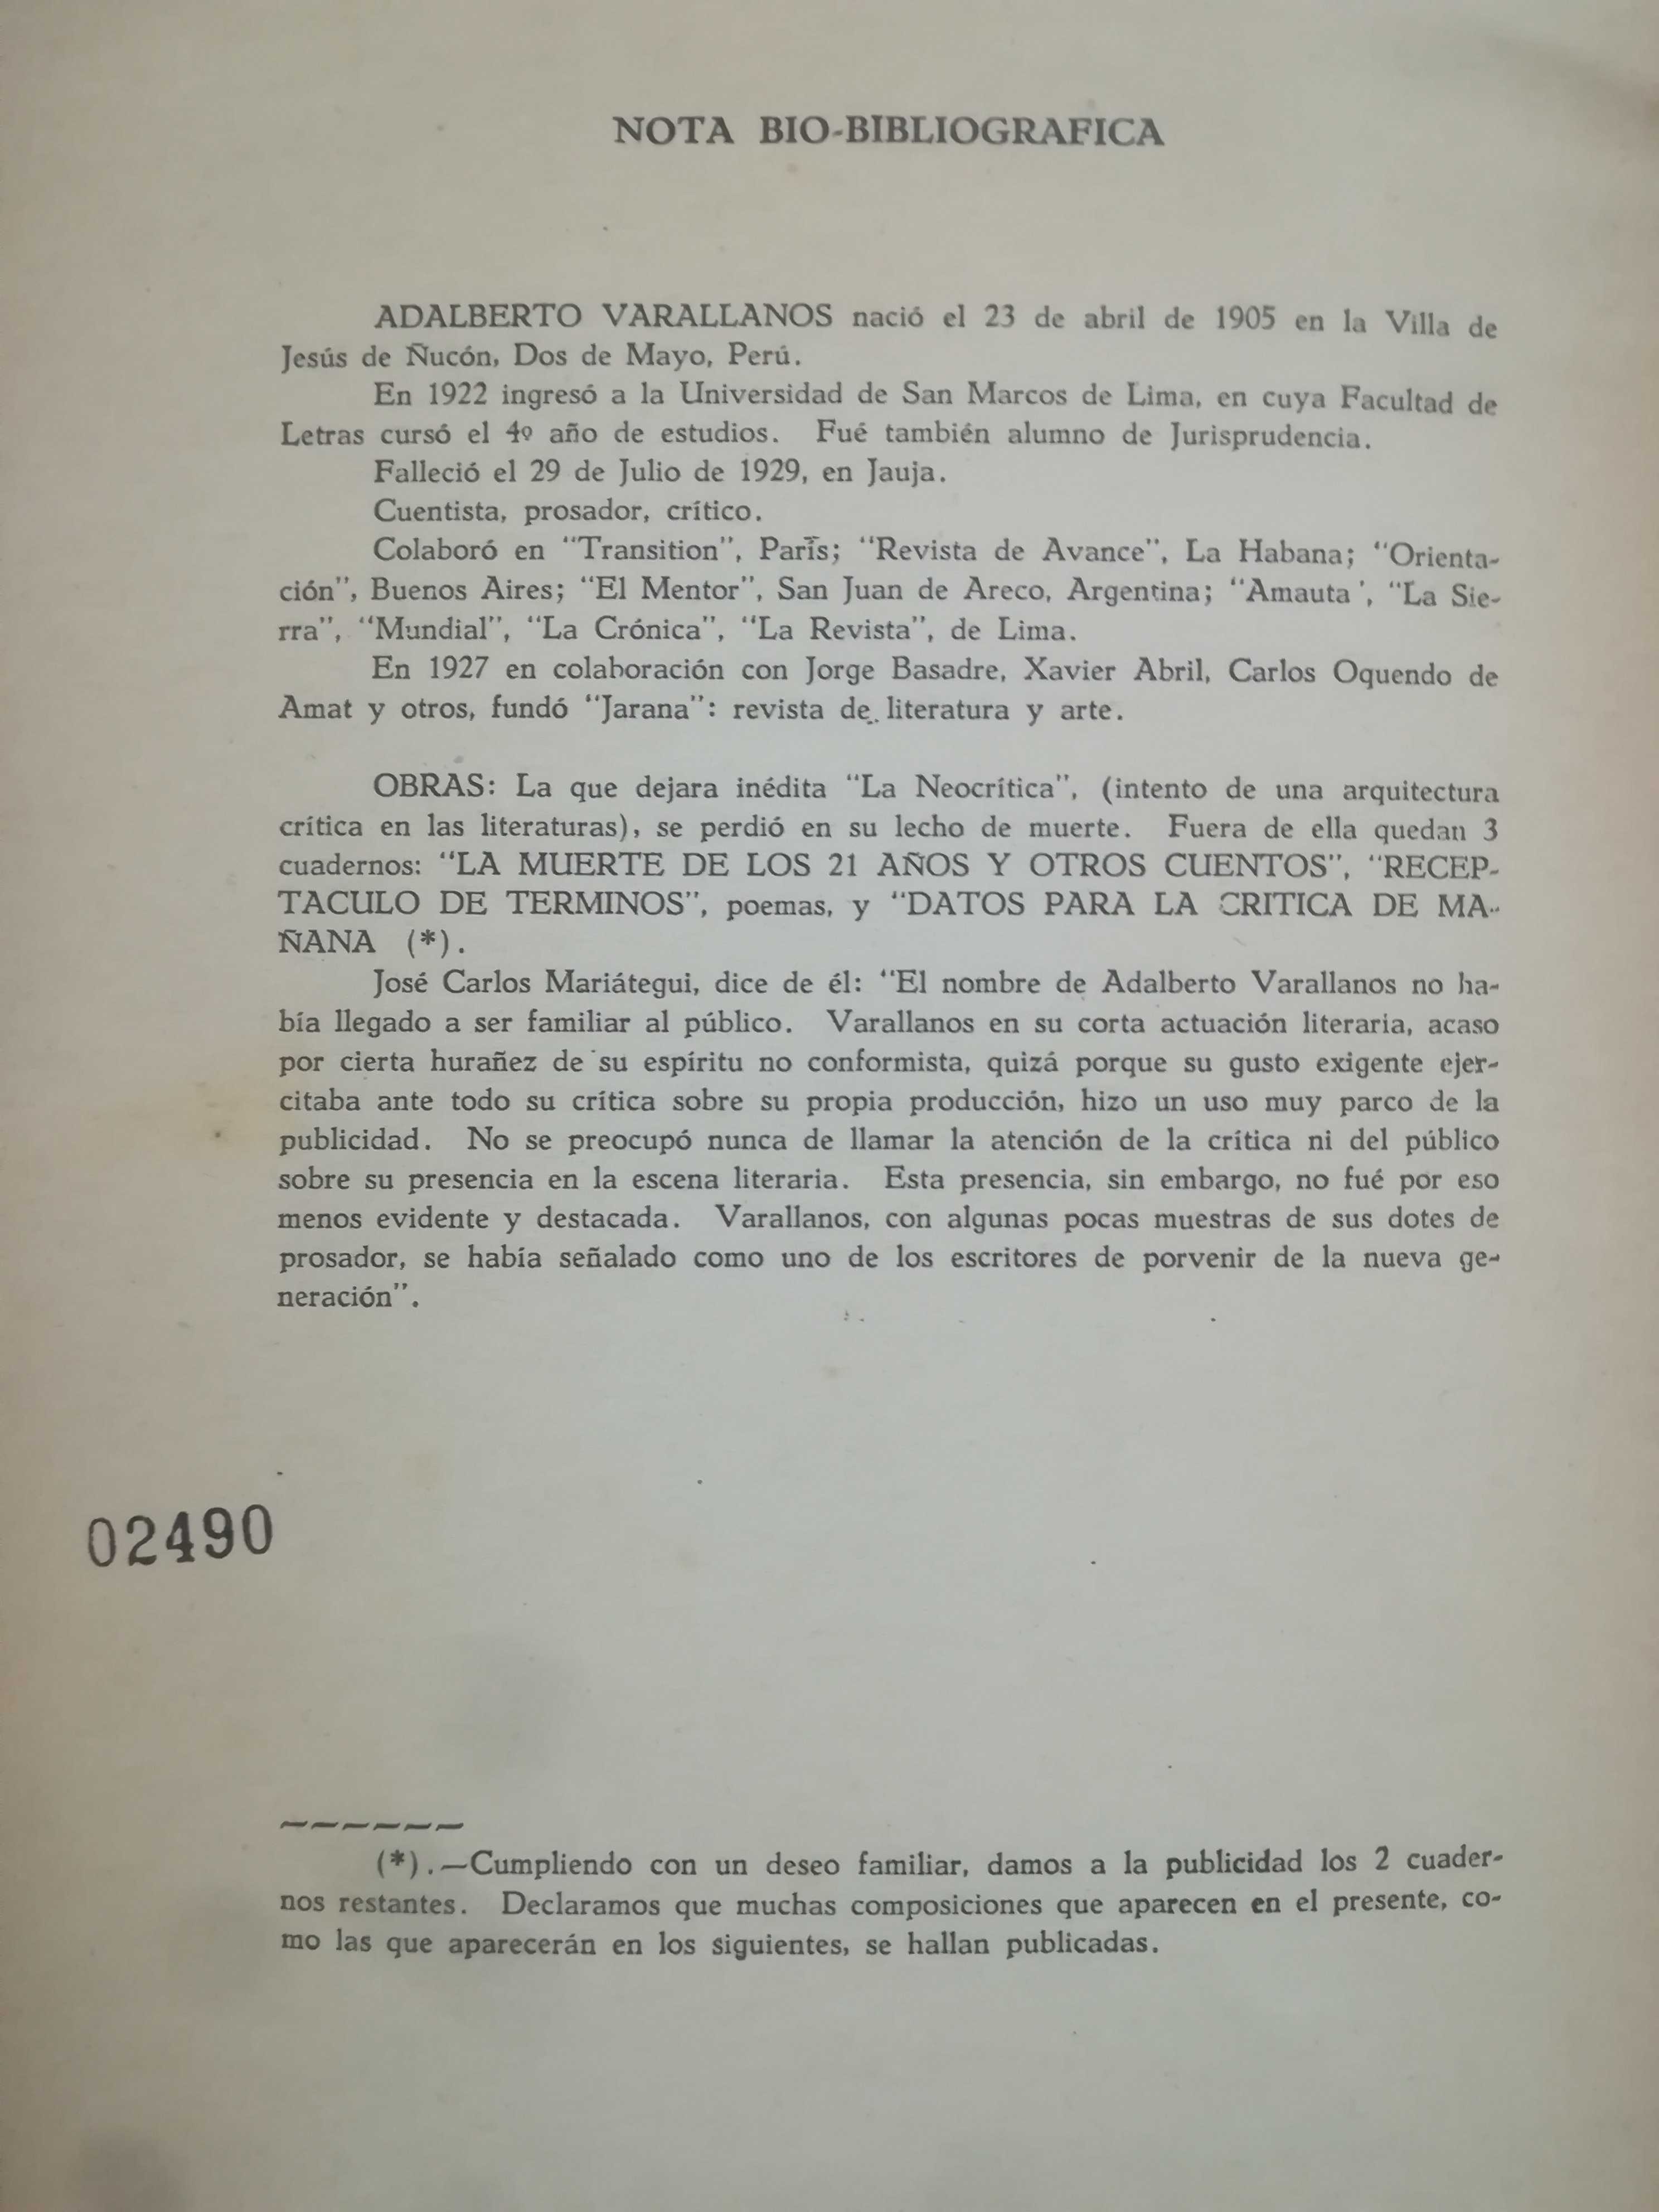 NOTA BIO-BIBLIOGRAFICA
ADALBERTO VARALLANOS nació el 23 de abril de 1905 en la Villa de
Jesús de Ñucón, Dos de Mayo, Perú.
En 1922 ingresó a la Universidad de San Marcos de Lima, en cuya Facultad de
Letras cursó el 4º año de estudios. Fué también alumno de Jurisprudencia.
Falleció el 29 de Julio de 1929, en Jauja.
Cuentista, prosador, crítico.
Colaboró en “Transition”, París; “Revista de Avance”, La Habana; “Orienta-
ción”, Buenos Aires; “El Mentor”, San Juan de Areco, Argentina; “Amauta', “La Sie-
rra”, “Mundial”, “La Crónica”, “La Revista”, de Lima.
En 1927 en colaboración con Jorge Basadre, Xavier Abril, Carlos Oquendo de
Amat y otros, fundó “Jarana”: revista de literatura y arte.
OBRAS: La que dejara inédita “La Neocrítica”, (intento de una arquitectura
crítica en las literaturas), se perdió en su lecho de muerte. Fuera de ella quedan 3
cuadernos: “LA MUERTE DE LOS 21 AÑOS Y OTROS CUENTOS”, “RECEP-
TACULO DE TERMINOS”, poemas, y “DATOS PARA LA CRITICA DE MA-
ÑANA (*).
José Carlos Mariátegui, dice de él: “El nombre de Adalberto Varallanos no ha-
bía llegado a ser familiar al público. Varallanos en su corta actuación literaria, acaso
por cierta hurañez de su espíritu no conformista, quizá porque su gusto exigente ejer-
citaba ante todo su crítica sobre su propia producción, hizo un uso muy parco de la
publicidad. No se preocupó nunca de llamar la atención de la crítica ni del público
sobre su presencia en la escena literaria. Esta presencia, sin embargo, no fué por eso
menos evidente y destacada. Varallanos, con algunas pocas muestras de sus dotes de
prosador, se había señalado como uno de los escritores de porvenir de la nueva ge-
neración”.
02490
(*).—Cumpliendo con un deseo familiar, damos a la publicidad los 2 cuader-
nos restantes. Declaramos que muchas composiciones que aparecen en el presente, co-
mo las que aparecerán en los siguientes, se hallan publicadas.